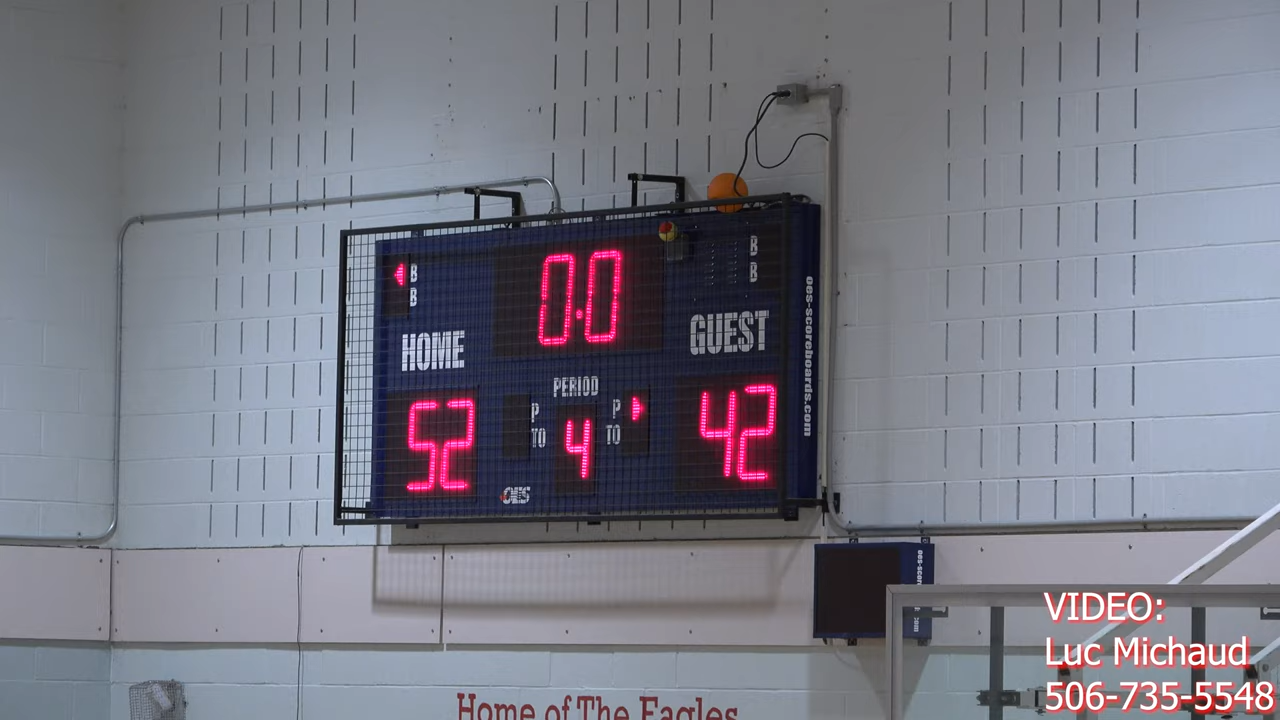 B
B
0.0
B
B
HOME
GUEST
PERIOD
52
P
TO
4
P
TO
42
OES
oes-scoreboards.com
VIDEO:
Luc Michaud
506-735-5548
Home of The Eagles